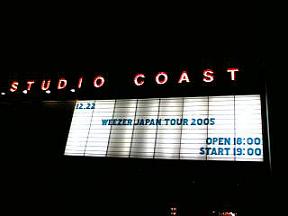 STUDIO COAST
12.22
WEEZER JAPAN TOUR 2005
OPEN 18:00
START 19:00